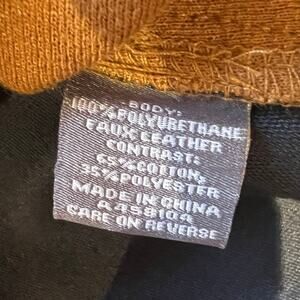 BODY:
100%POLYURETHANE
FAUX LEATHER
CONTRAST:
65%COTTON,
35%POLYESTER
MADE IN CHINA
A458104
CARE ON REVERSE